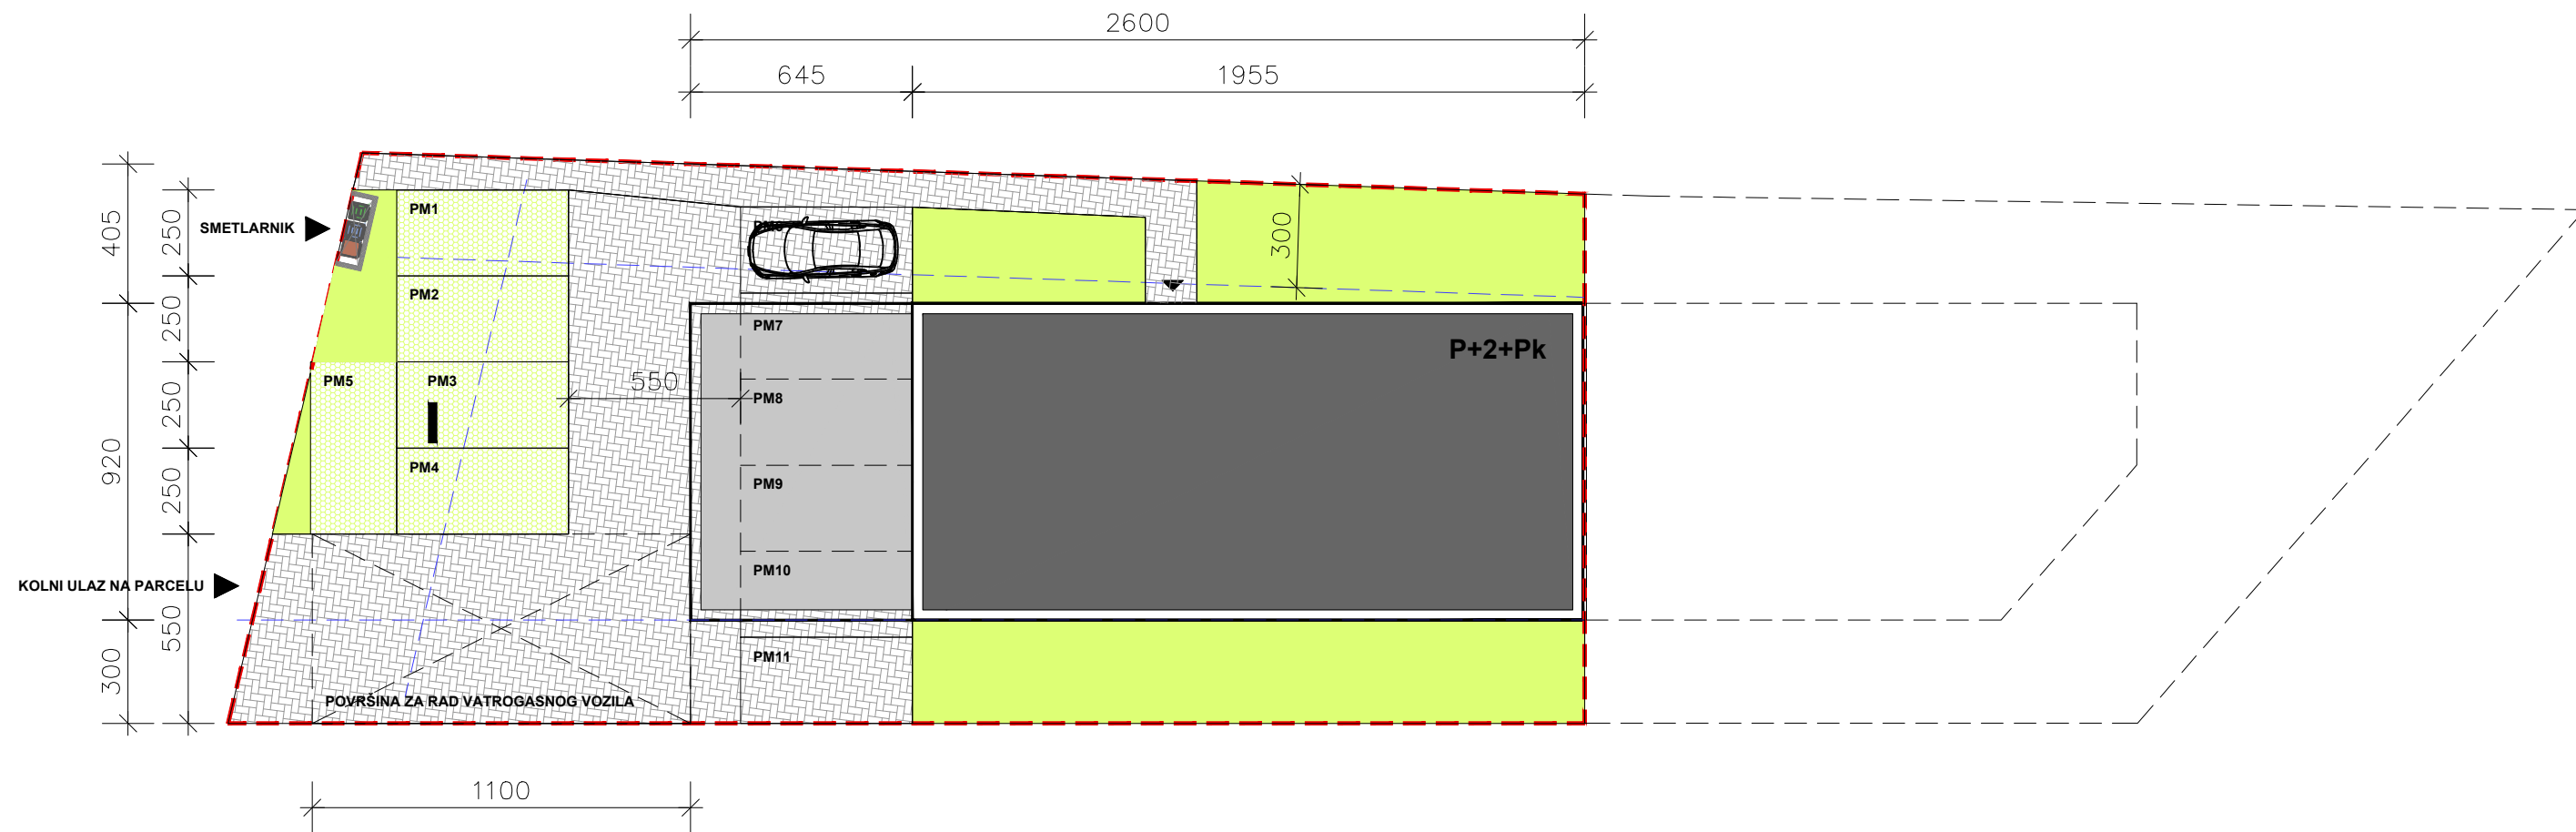 2600
645
1955
405
250
SMETLARNIK
PM1
PM6
300
PM2
250
PM7
P+2+Pk
PM5
PM3
550
250
PM8
920
PM4
250
PM9
PM10
KOLNI ULAZ NA PARCELU
550
300
PM11
POVRŠINA ZA RAD VATROGASNOG VOZILA
1100